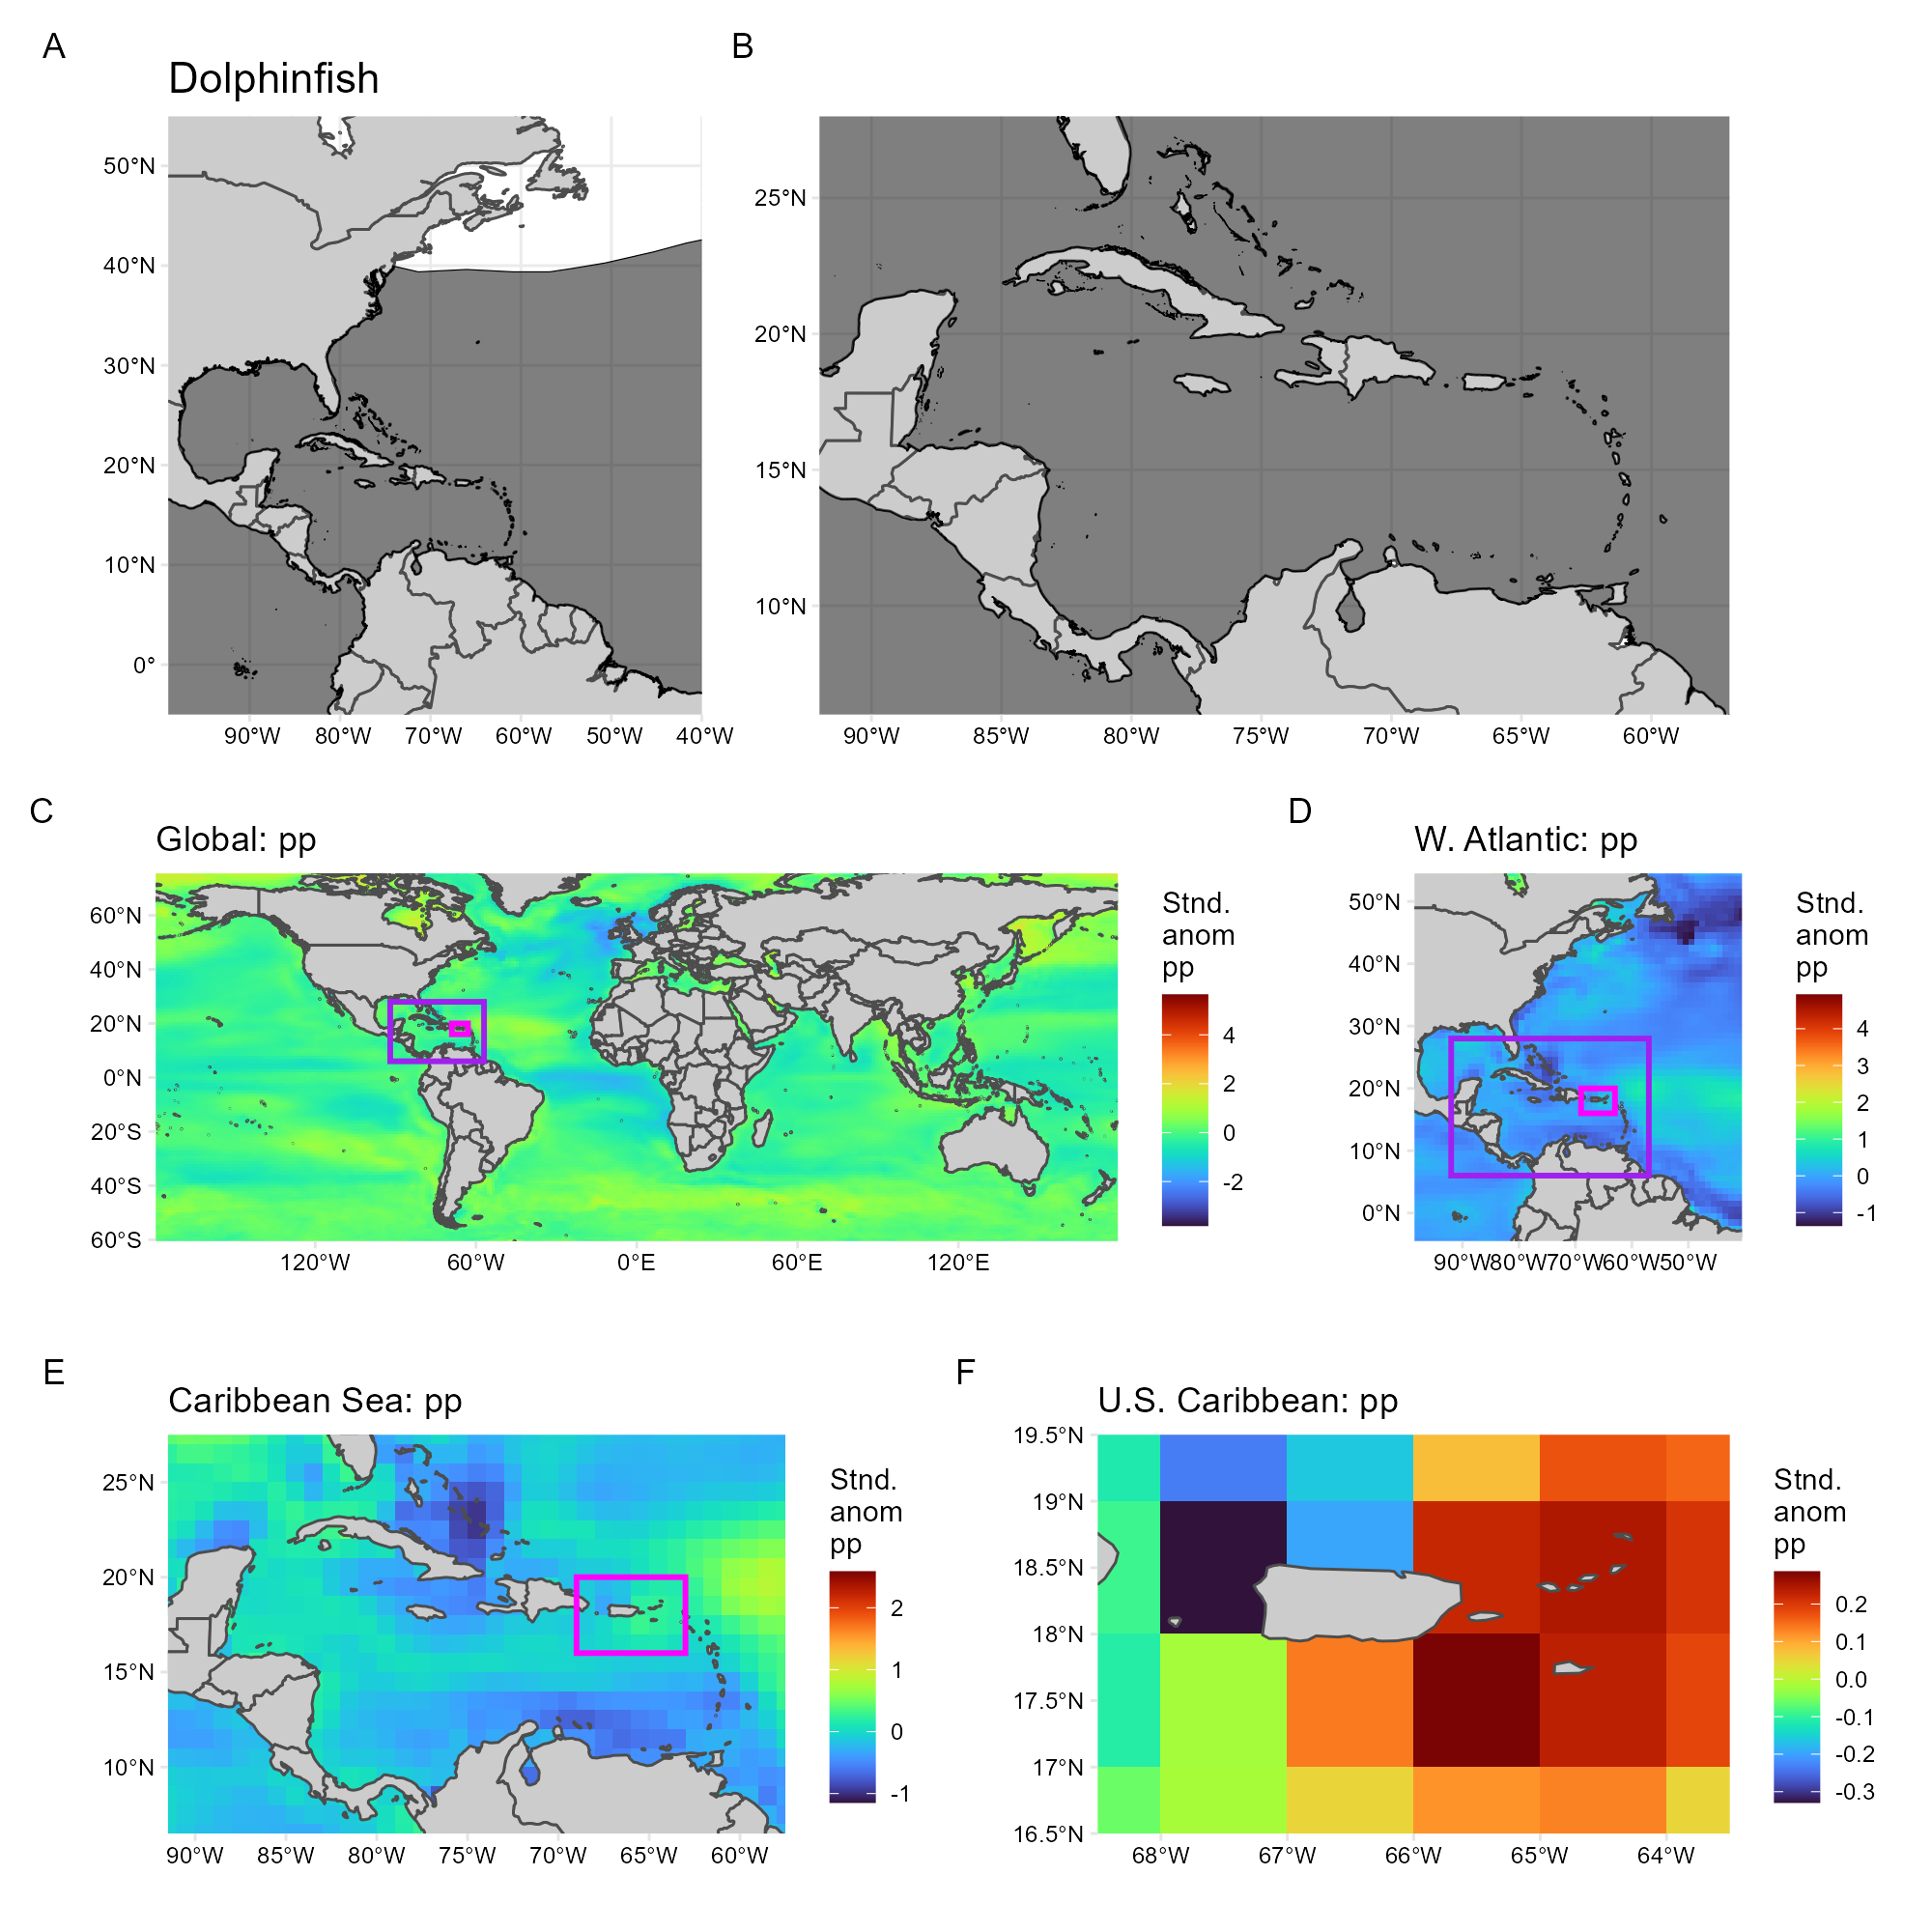 A
B
Dolphinfish
50°N
40°N
30°N
20°N
10°N
0°
90°W 80°W 70°W 60°W 50°W 40°W
25°N
20°N
15°N
10°N
90°W 85°W 80°W 75°W 70°W 65°W 60°W
C
Global: pp
60°N
40°N
20°N
0°N
20°S
40°S
60°S
120°W 60°W 0°E 60°E 120°E
Stnd.
anom
pp
4
2
0
-2
D
W. Atlantic: pp
50°N
40°N
30°N
20°N
10°N
0°N
90°W 80°W 70°W 60°W 50°W
Stnd.
anom
pp
4
3
2
1
0
-1
E
Caribbean Sea: pp
25°N
20°N
15°N
10°N
90°W 85°W 80°W 75°W 70°W 65°W 60°W
Stnd.
anom
pp
2
1
0
-1
F
U.S. Caribbean: pp
19.5°N
19°N
18.5°N
18°N
17.5°N
17°N
16.5°N
68°W 67°W 66°W 65°W 64°W
Stnd.
anom
pp
0.2
0.1
0.0
-0.1
-0.2
-0.3